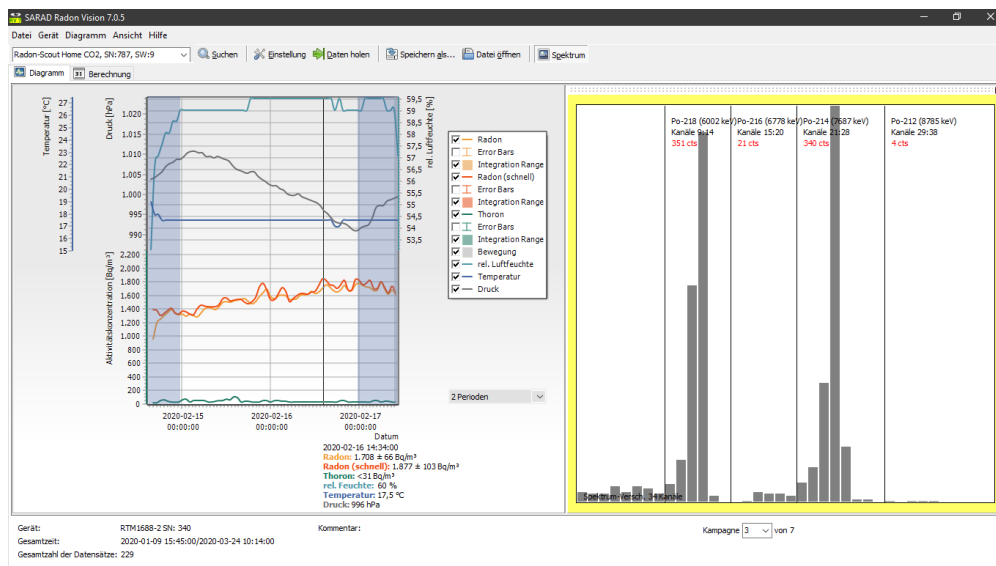 SARAD Radon Vision 7.0.5
Datei Gerät Diagramm Ansicht Hilfe
Radon-Scout Home CO2, SN:787, SW:9 Suchen Einstellung Daten holen Speichern als... Datei öffnen Spektrum
Diagramm 31 Berechnung
Temperatur [°C]
27
26
25
24
23
22
21
20
19
18
17
16
15
Druck [hPa]
1.020
1.015
1.010
1.005
1.000
995
990
59,5
59
58,5
58
57,5
57
56,5
56
55,5
55
54,5
54
53,5
rel. Luftfeuchte [%]
Aktivitätskonzentration [Bq/m³]
2.200
2.000
1.800
1.600
1.400
1.200
1.000
800
600
400
200
0
2020-02-15 2020-02-16 2020-02-17
00:00:00 00:00:00 00:00:00
Datum
2020-02-16 14:34:00
Radon: 1.708 ± 66 Bq/m³
Radon (schnell): 1.877 ± 103 Bq/m³
Thoron: <31 Bq/m³
rel. Feuchte: 60 %
Temperatur: 17,5 °C
Druck: 996 hPa
Radon
Error Bars
Integration Range
Radon (schnell)
Error Bars
Integration Range
Thoron
Error Bars
Integration Range
Bewegung
rel. Luftfeuchte
Temperatur
Druck
2 Perioden
Po-218 (6002 keV) Po-216 (6778 keV) Po-214 (7687 keV) Po-212 (8785 keV)
Kanäle 9:14 Kanäle 15:20 Kanäle 21:28 Kanäle 29:38
351 cts 21 cts 340 cts 4 cts
Spektrum-Versch. 34 Kanäle
Gerät: RTM1688-2 SN: 340 Kommentar:
Kampagne 3 von 7
Gesamtzeit: 2020-01-09 15:45:00/2020-03-24 10:14:00
Gesamtzahl der Datensätze: 229